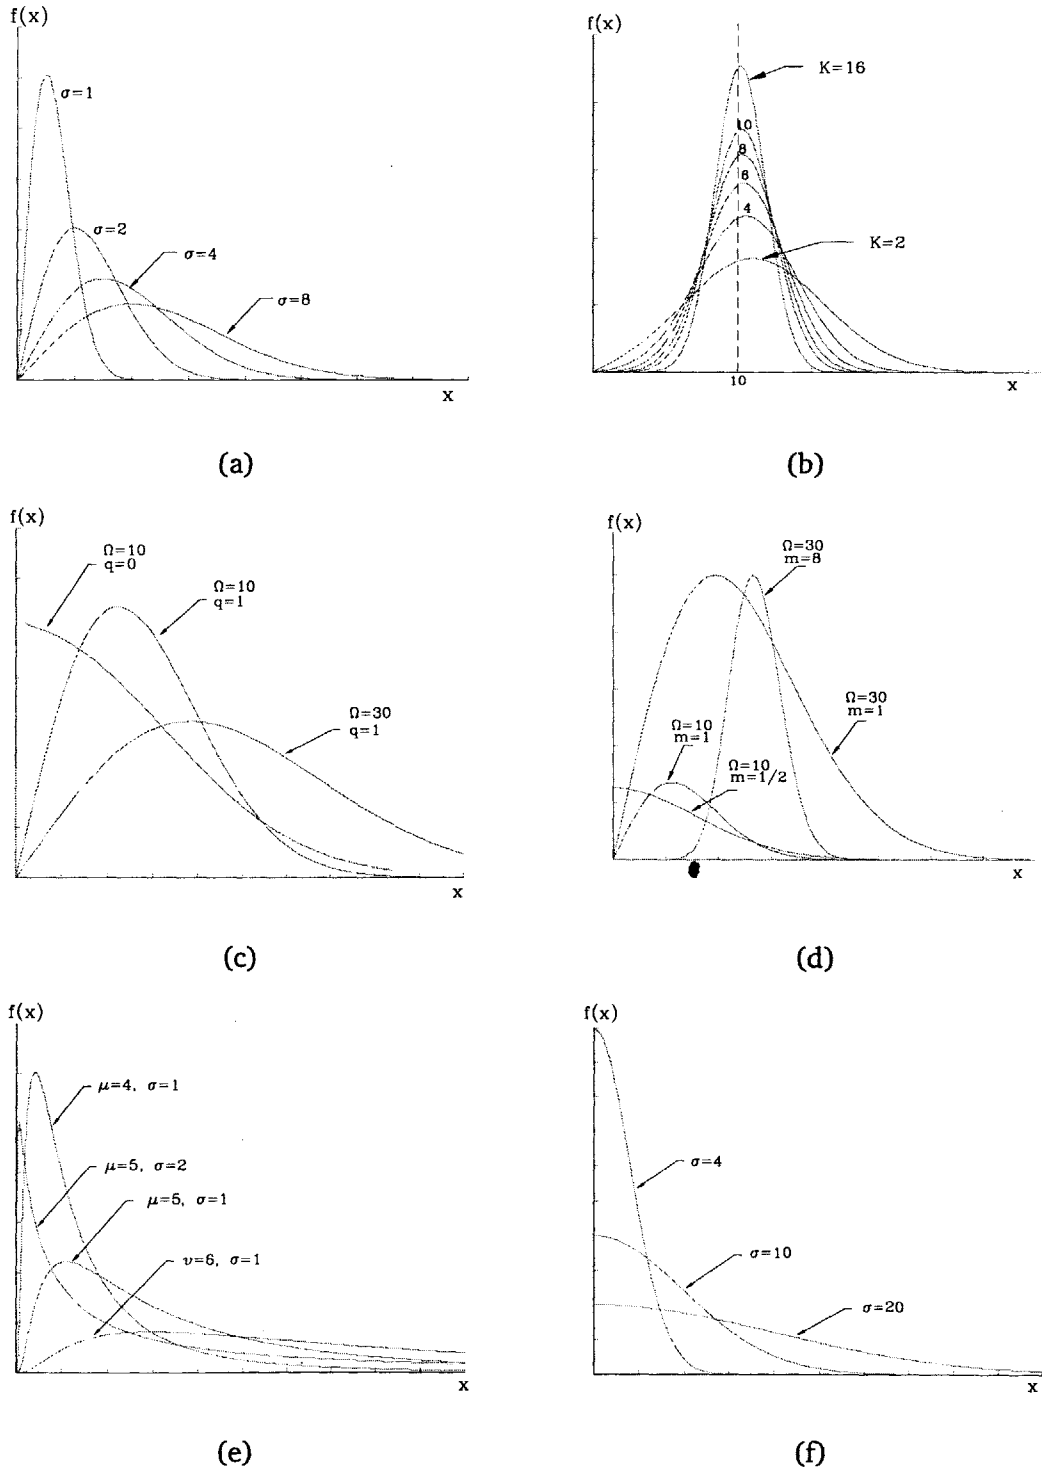 f(x)
σ=1
σ=2
σ=4
σ=8
x
(a)
f(x)
K=16
10
8
6
4
K=2
10
x
(b)
f(x)
Ω=10
q=0
Ω=10
q=1
Ω=30
q=1
x
(c)
f(x)
Ω=30
m=8
Ω=30
m=1
Ω=10
m=1
Ω=10
m=1/2
x
(d)
f(x)
μ=4, σ=1
μ=5, σ=2
μ=5, σ=1
ν=6, σ=1
x
(e)
f(x)
σ=4
σ=10
σ=20
x
(f)